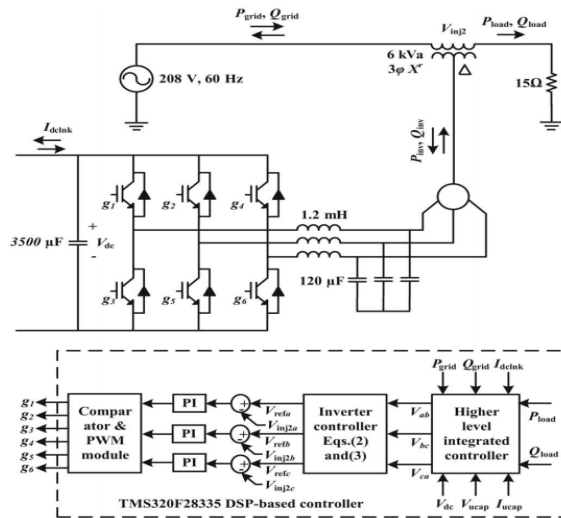 P_grid, Q_grid
V_inj2
P_load, Q_load
6 kVa
3φ X^r
Δ
208 V, 60 Hz
15Ω
I_dclnk
P_inv, Q_inv
g1
g2
g4
1.2 mH
3500 µF
+
V_dc
-
g3
g5
g6
120 µF
P_grid Q_grid I_dclnk
g1
g2
g3
g4
g5
g6
Compar
ator &
PWM
module
PI
PI
PI
V_refa
V_inj2a
V_refb
V_inj2b
V_refc
V_inj2c
Inverter
controller
Eqs.(2)
and(3)
V_ab
V_bc
V_ca
Higher
level
integrated
controller
P_load
Q_load
V_dc V_ucap I_ucap
TMS320F28335 DSP-based controller